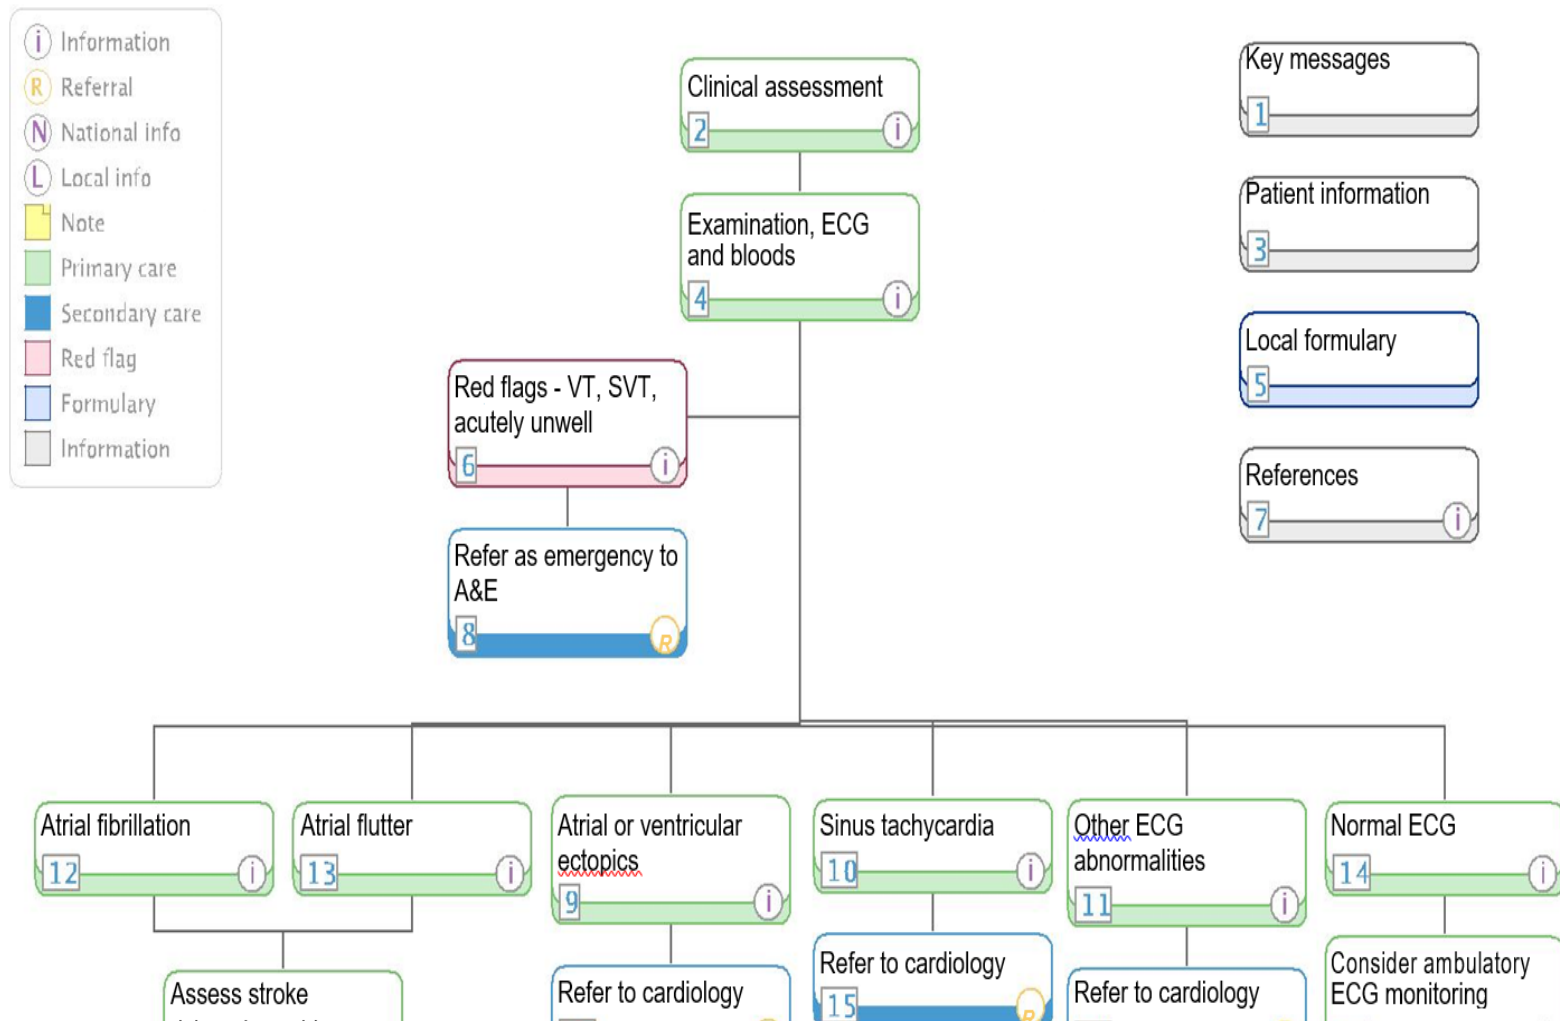 i Information
R Referral
N National info
L Local info
Note
Primary care
Secondary care
Red flag
Formulary
Information
Clinical assessment
2 i
Examination, ECG
and bloods
4 i
Red flags - VT, SVT,
acutely unwell
6 i
Refer as emergency to
A&E
8 R
Key messages
1
Patient information
3
Local formulary
5
References
7 i
Atrial fibrillation
12 i
Atrial flutter
13 i
Atrial or ventricular
ectopics
9 i
Sinus tachycardia
10 i
Other ECG
abnormalities
11 i
Normal ECG
14 i
Assess stroke
Refer to cardiology
Refer to cardiology
15 R
Refer to cardiology
Consider ambulatory
ECG monitoring